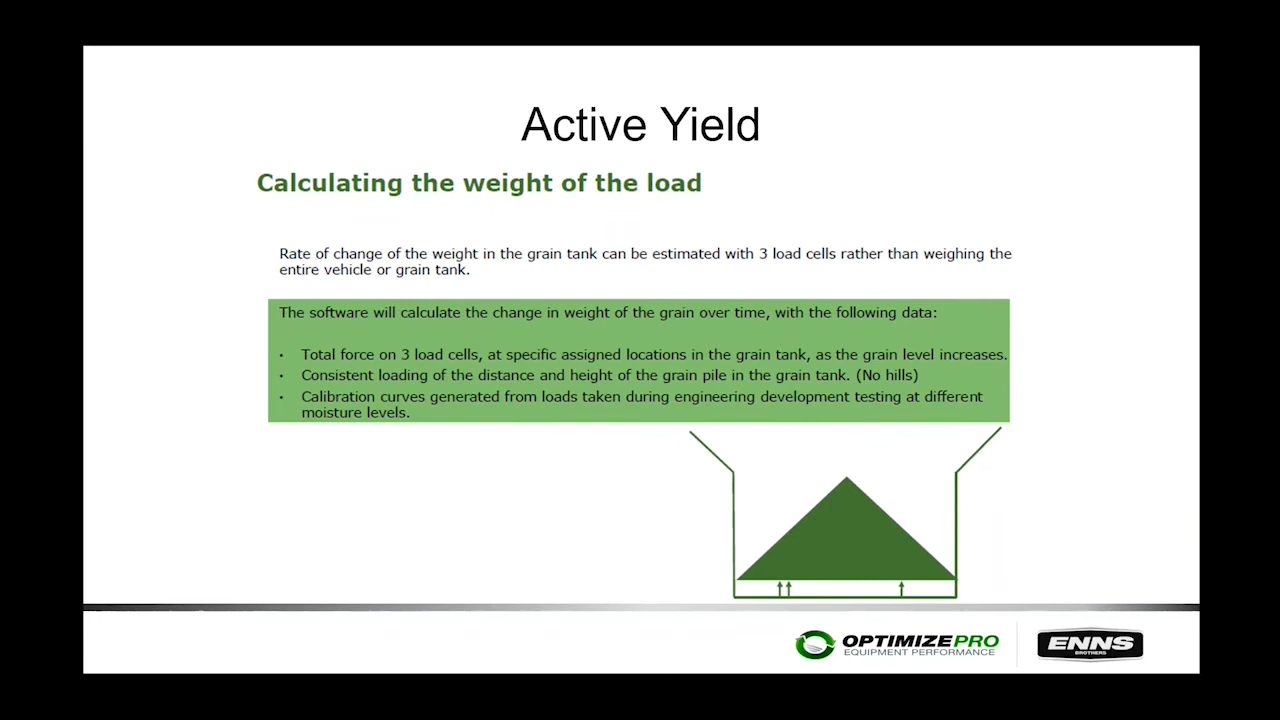 Active Yield
Calculating the weight of the load
Rate of change of the weight in the grain tank can be estimated with 3 load cells rather than weighing the
entire vehicle or grain tank.
The software will calculate the change in weight of the grain over time, with the following data:
• Total force on 3 load cells, at specific assigned locations in the grain tank, as the grain level increases.
• Consistent loading of the distance and height of the grain pile in the grain tank. (No hills)
• Calibration curves generated from loads taken during engineering development testing at different
moisture levels.
OPTIMIZEPRO
EQUIPMENT PERFORMANCE
ENNS
BROTHERS